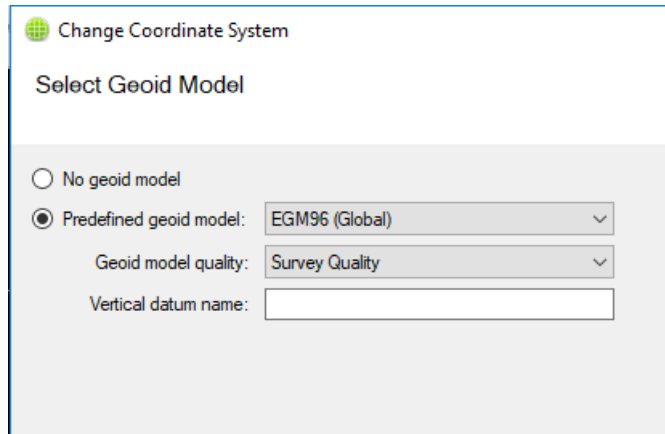 Change Coordinate System
Select Geoid Model
No geoid model
Predefined geoid model: EGM96 (Global)
Geoid model quality: Survey Quality
Vertical datum name: